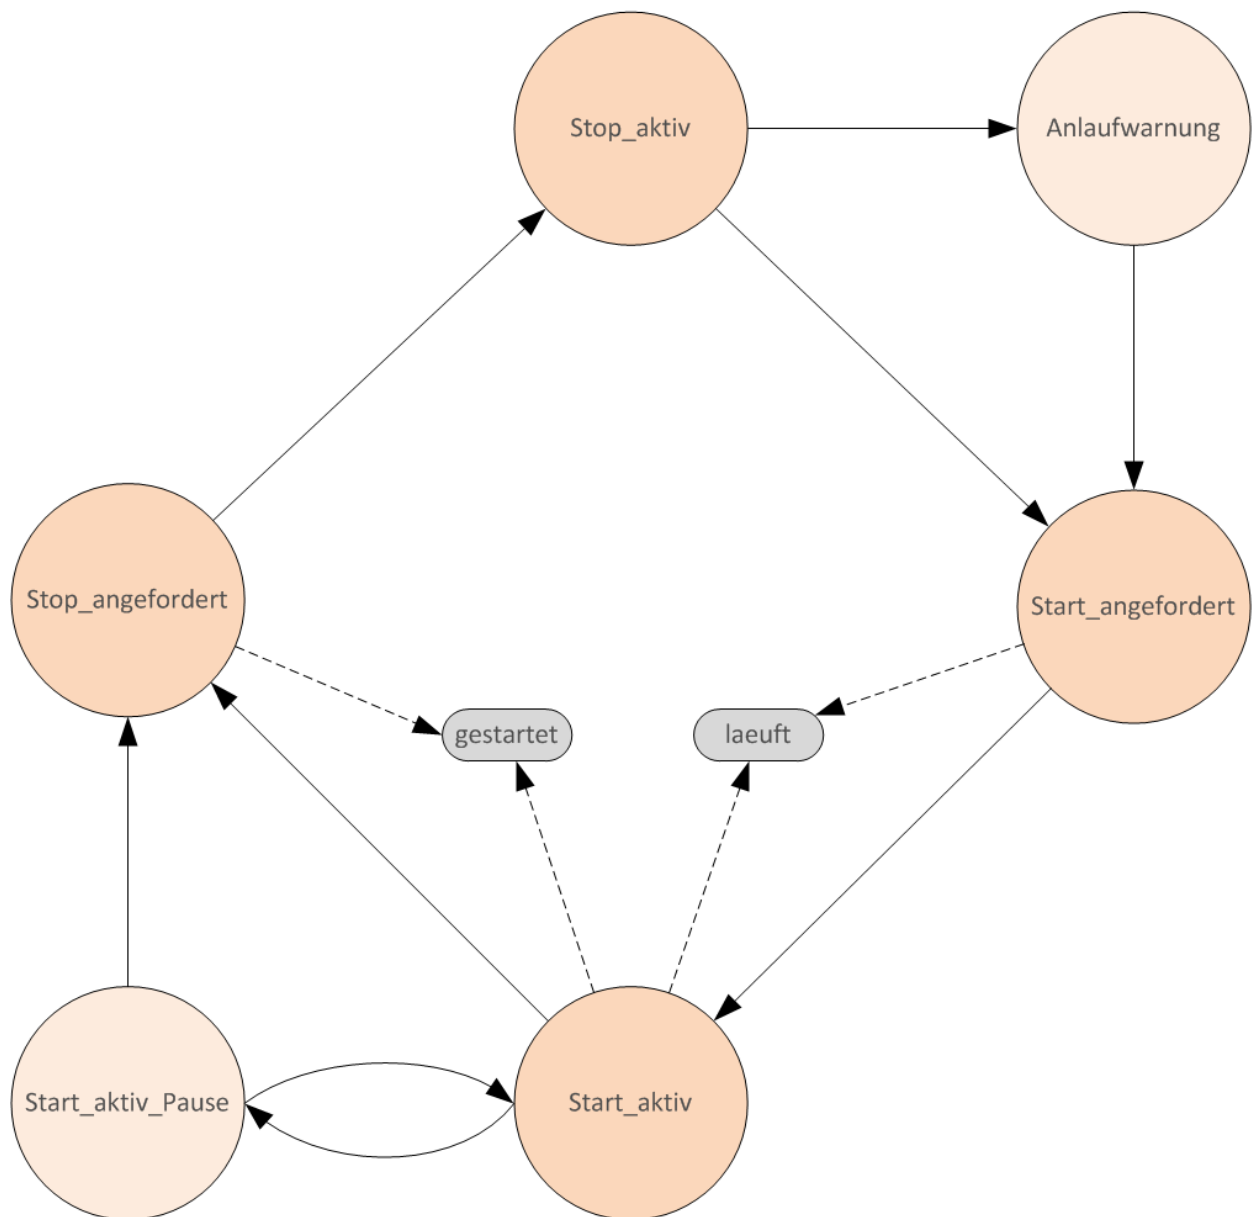 Stop_aktiv
Anlaufwarnung
Stop_angefordert
Start_angefordert
gestartet
laeuft
Start_aktiv_Pause
Start_aktiv